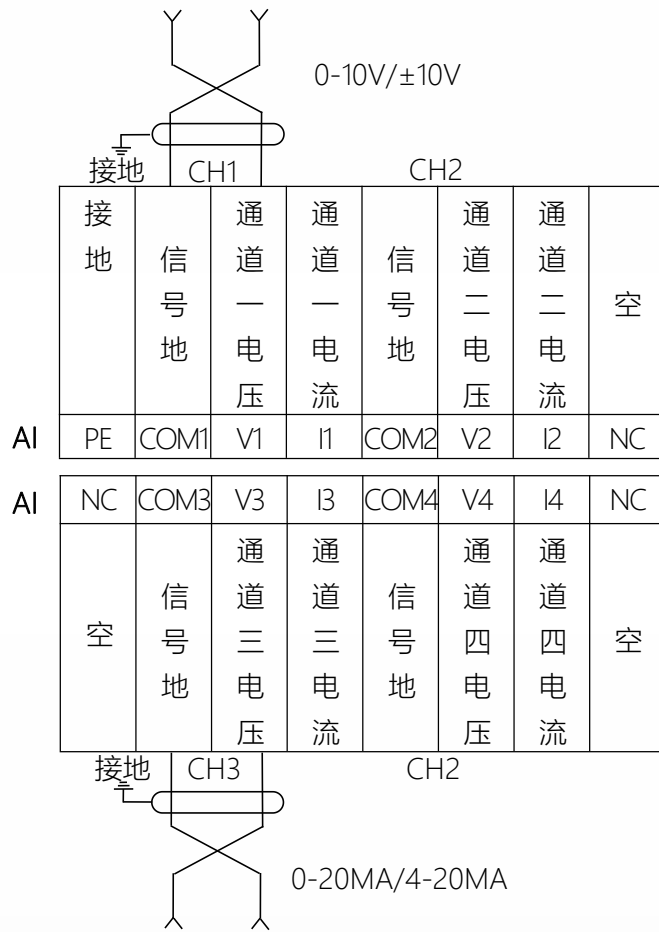 0-10V/±10V
接地 CH1 CH2
接地 信号地 通道一电压 通道一电流 信号地 通道二电压 通道二电流 空
AI PE COM1 V1 I1 COM2 V2 I2 NC
AI NC COM3 V3 I3 COM4 V4 I4 NC
空 信号地 通道三电压 通道三电流 信号地 通道四电压 通道四电流 空
接地 CH3 CH2
0-20MA/4-20MA